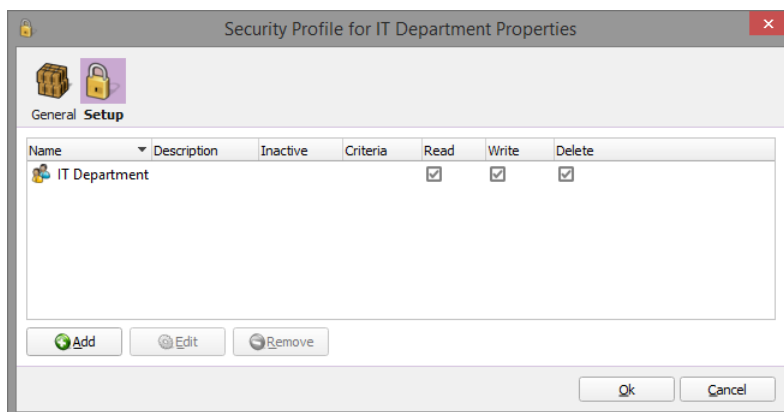 Security Profile for IT Department Properties
General Setup
Name Description Inactive Criteria Read Write Delete
IT Department
Add Edit Remove
Ok Cancel